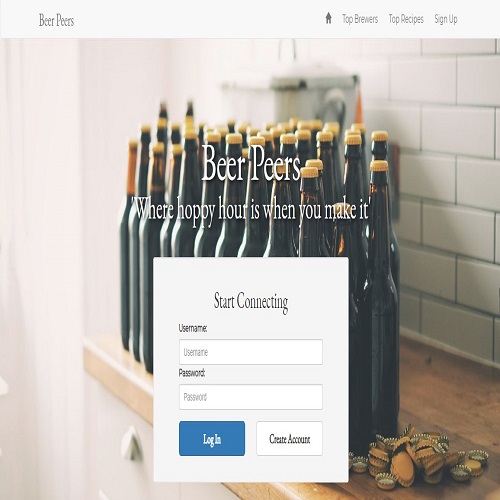 Beer Peers
Top Brewers Top Recipes Sign Up
Beer Peers
'Where hoppy hour is when you make it'
Start Connecting
Username:
Username
Password:
Password
Log In Create Account